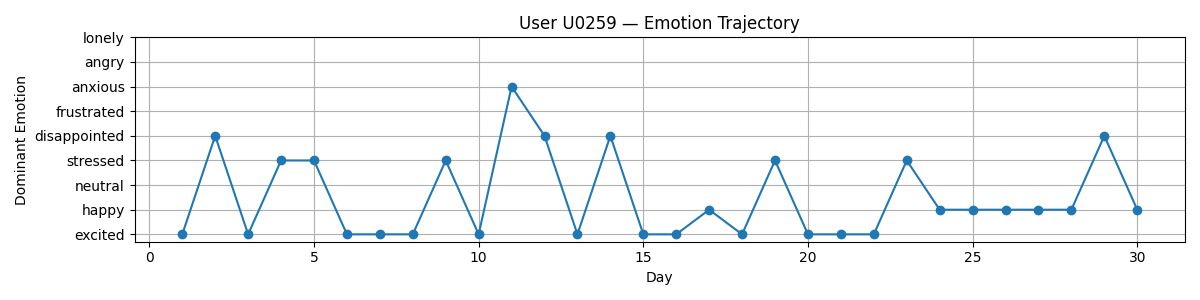 User U0259 — Emotion Trajectory
lonely
angry
anxious
frustrated
disappointed
stressed
neutral
happy
excited
Dominant Emotion
0 5 10 15 20 25 30
Day